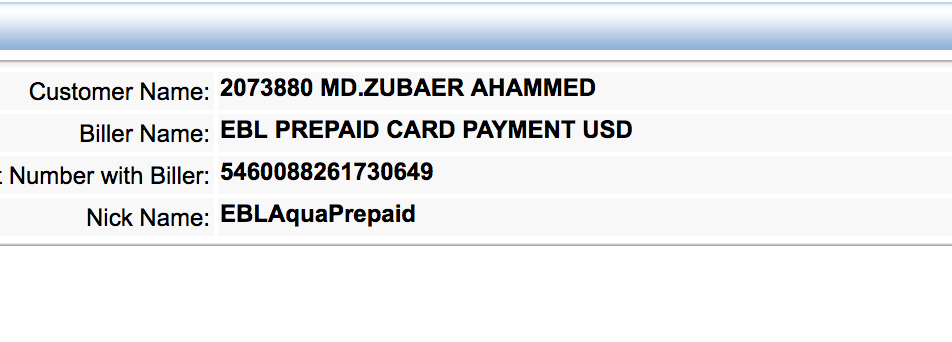 Customer Name: 2073880 MD.ZUBAER AHAMMED
Biller Name: EBL PREPAID CARD PAYMENT USD
Number with Biller: 5460088261730649
Nick Name: EBLAquaPrepaid